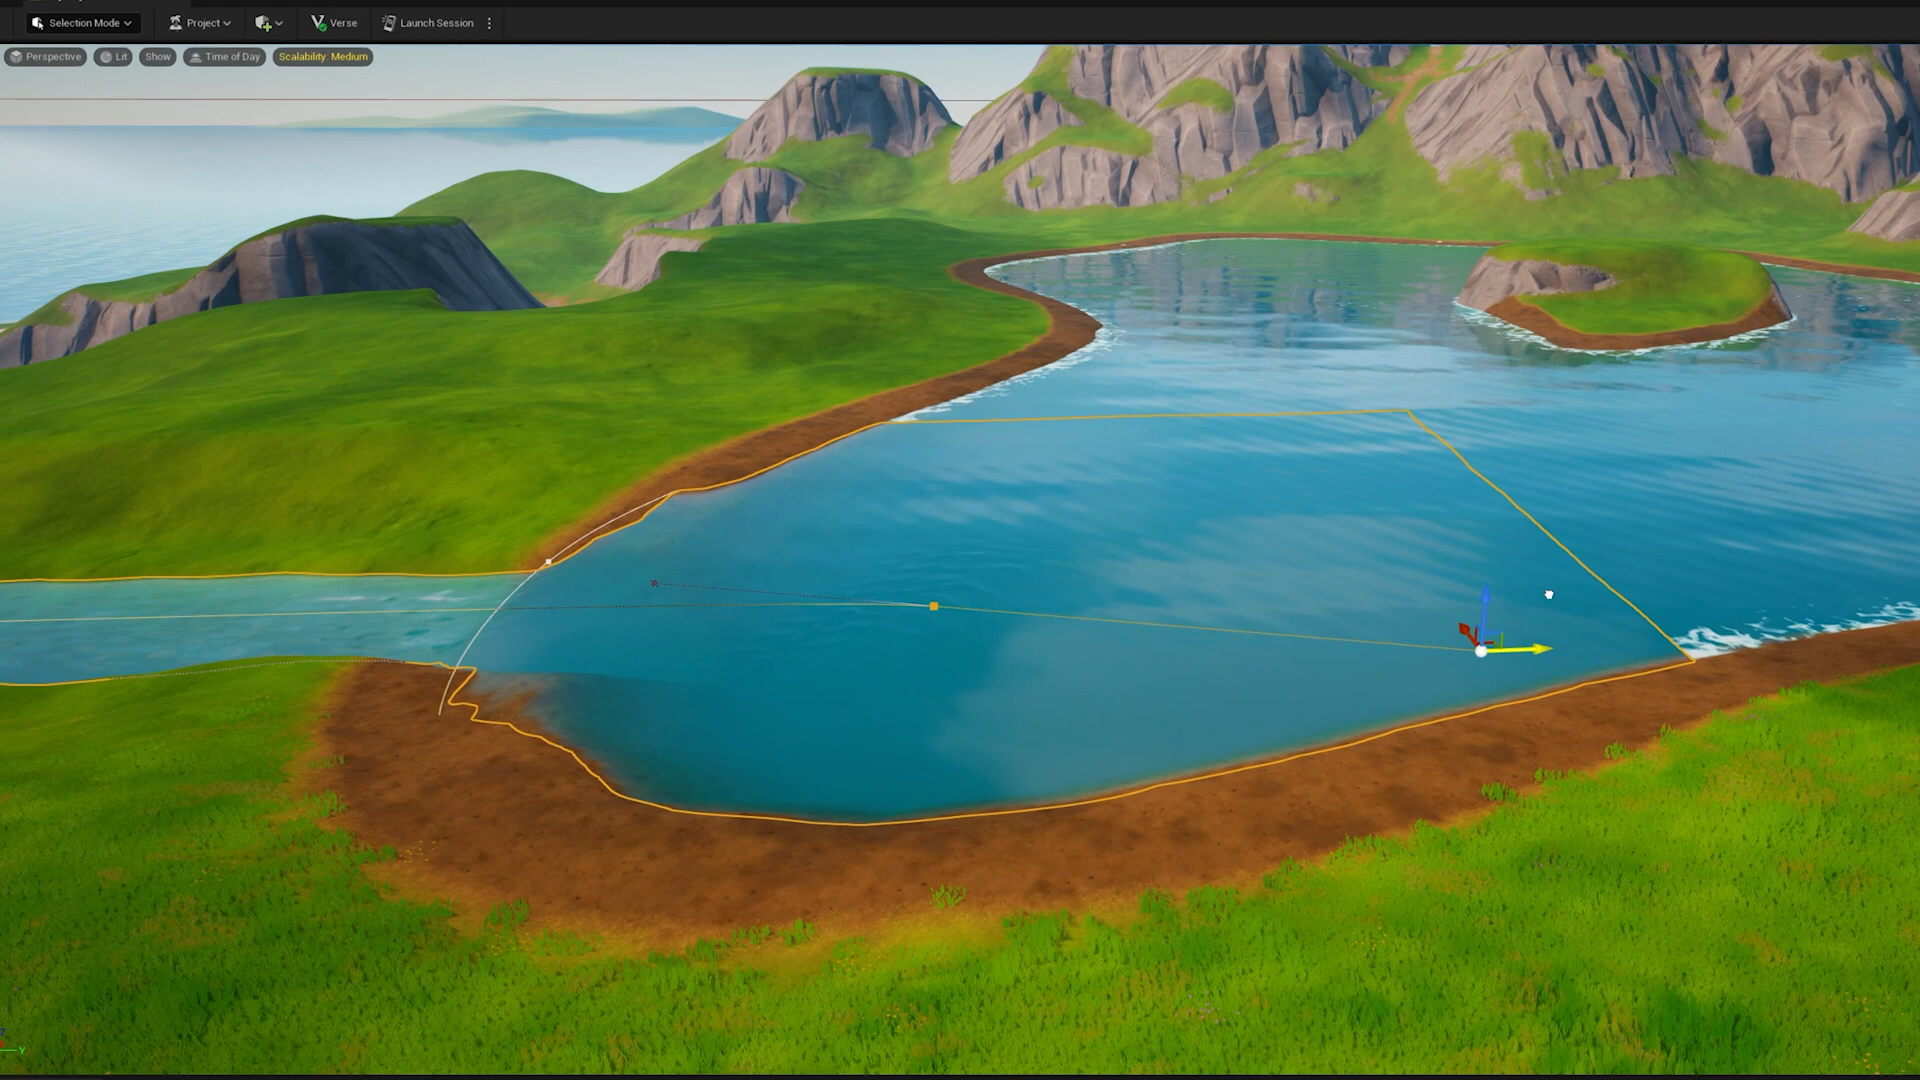 Selection Mode Project Verse Launch Session
Perspective Lit Show Time of Day Scalability: Medium
Z
Y